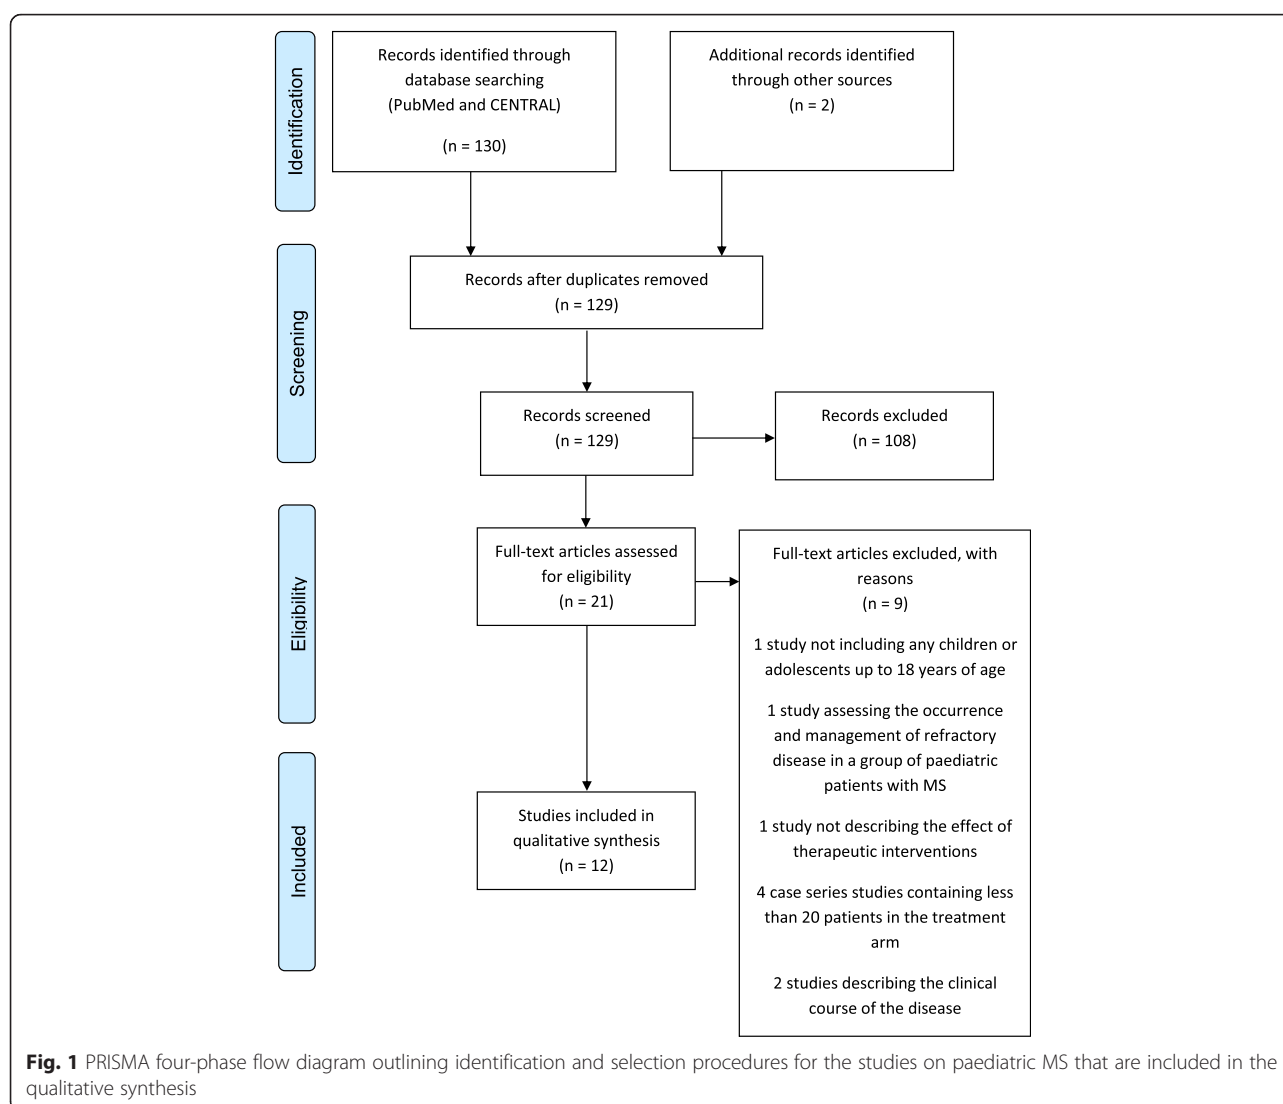 Identification
Records identified through
database searching
(PubMed and CENTRAL)
(n = 130)
Additional records identified
through other sources
(n = 2)
Screening
Records after duplicates removed
(n = 129)
Records screened
(n = 129)
Records excluded
(n = 108)
Eligibility
Full-text articles assessed
for eligibility
(n = 21)
Full-text articles excluded, with
reasons
(n = 9)
1 study not including any children or
adolescents up to 18 years of age
1 study assessing the occurrence
and management of refractory
disease in a group of paediatric
patients with MS
1 study not describing the effect of
therapeutic interventions
4 case series studies containing less
than 20 patients in the treatment
arm
2 studies describing the clinical
course of the disease
Included
Studies included in
qualitative synthesis
(n = 12)
Fig. 1 PRISMA four-phase flow diagram outlining identification and selection procedures for the studies on paediatric MS that are included in the
qualitative synthesis